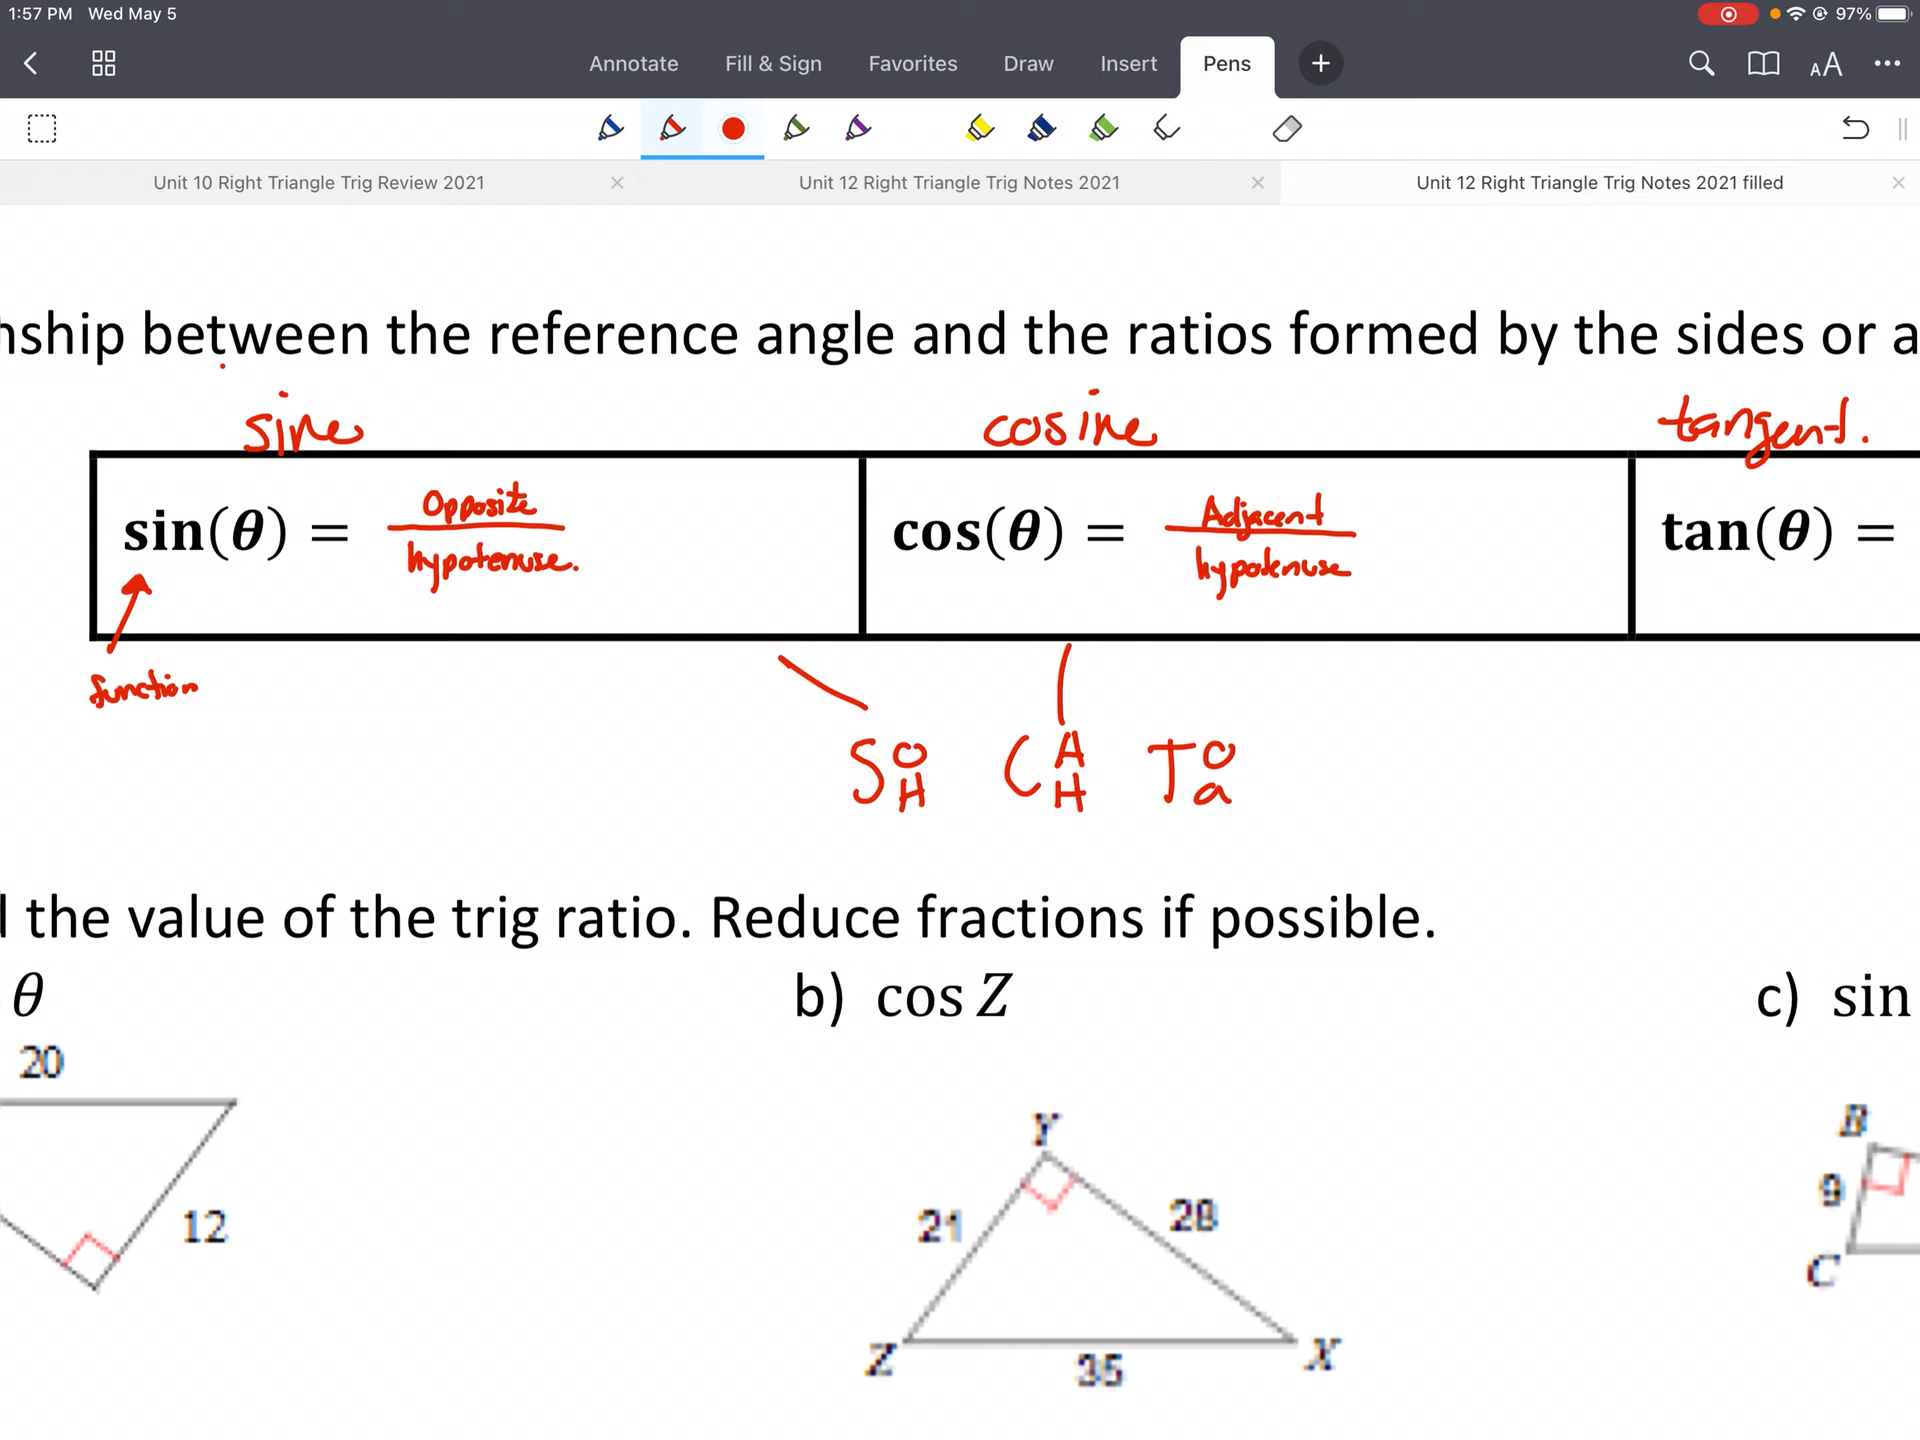 1:57 PM Wed May 5 97%
Annotate Fill & Sign Favorites Draw Insert Pens
AA
Unit 10 Right Triangle Trig Review 2021 Unit 12 Right Triangle Trig Notes 2021 Unit 12 Right Triangle Trig Notes 2021 filled
nship between the reference angle and the ratios formed by the sides or a
sine cosine tangent.
sin(θ) = Opposite / hypotenuse. cos(θ) = Adjacent / hypotenuse tan(θ) =
function
S O/H C A/H T O/a
d the value of the trig ratio. Reduce fractions if possible.
θ b) cos Z c) sin
20
12
Y
21
28
Z
35
X
B
9
C